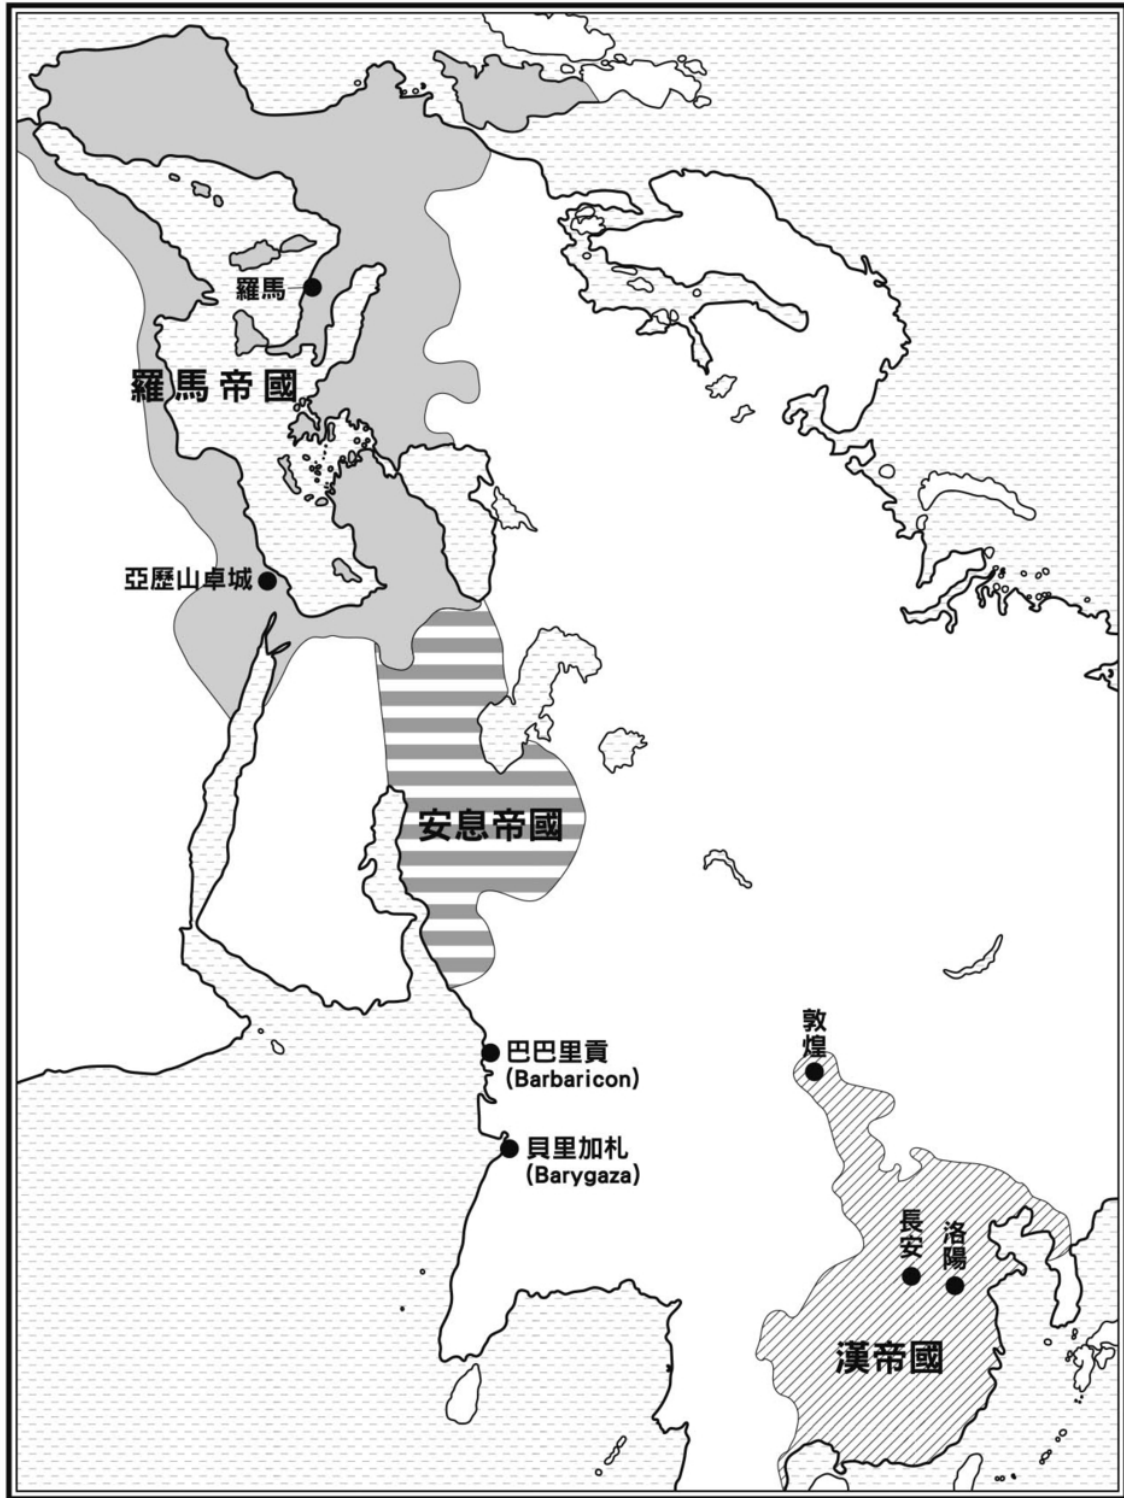 羅馬
羅馬帝國
亞歷山卓城
安息帝國
巴巴里貢
(Barbaricon)
敦煌
貝里加札
(Barygaza)
長安
洛陽
漢帝國